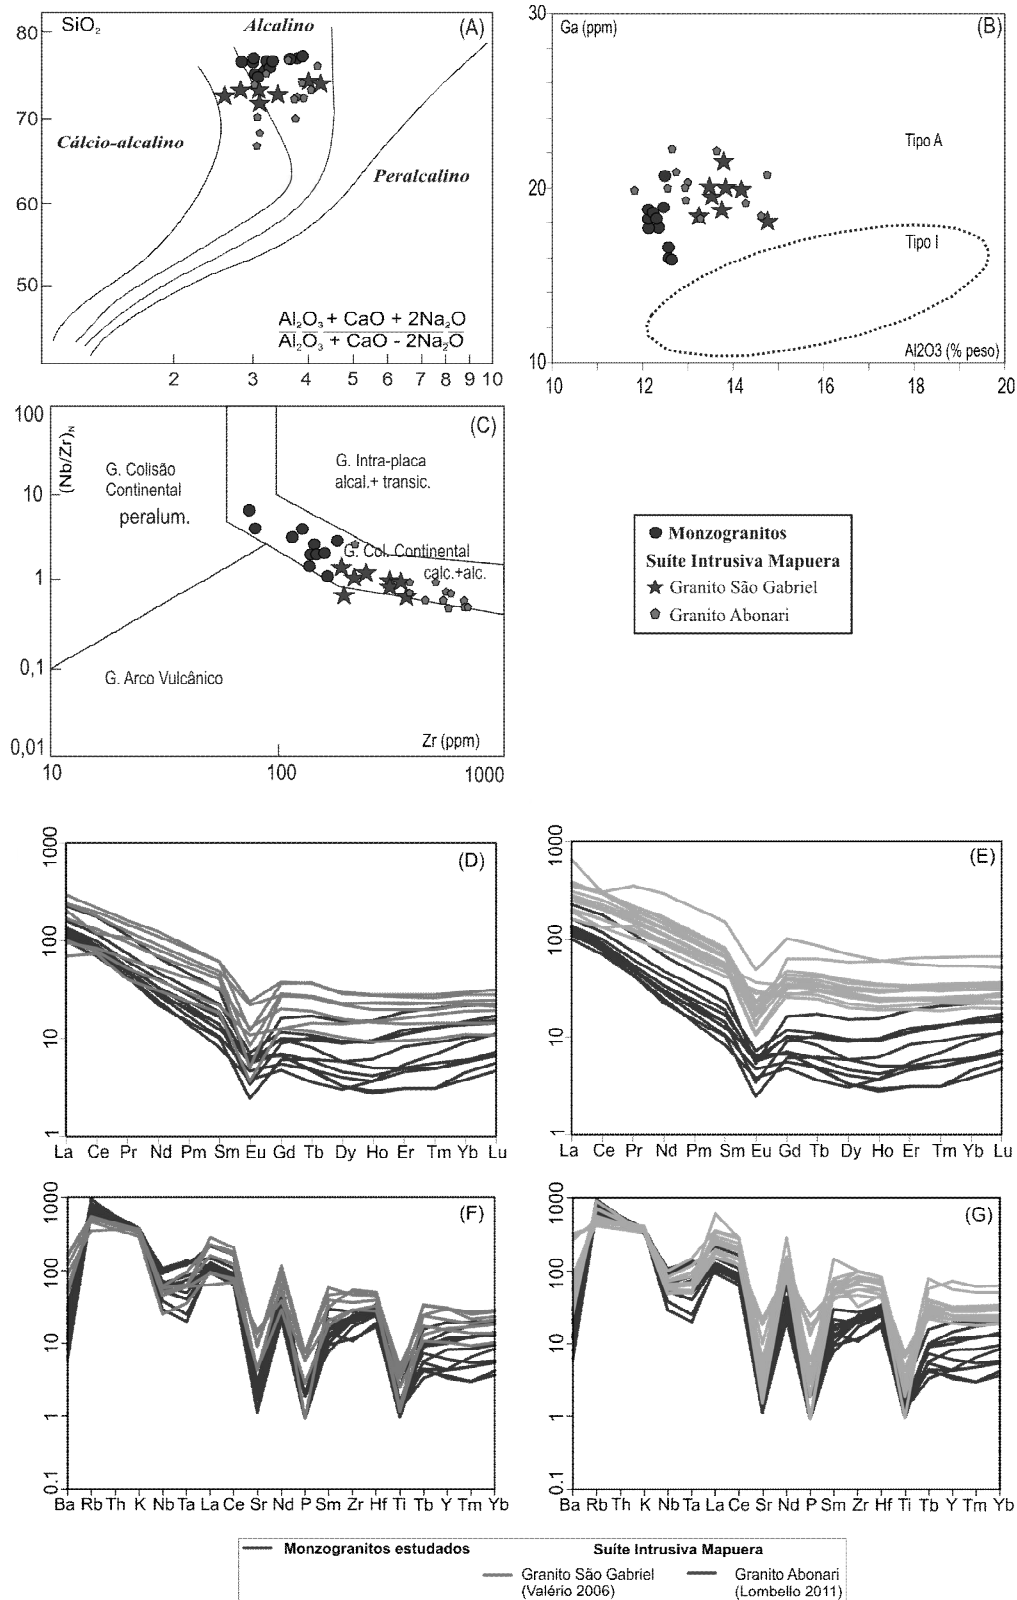 SiO₂
Alcalino
(A)
Cálcio-alcalino
Peralcalino
80
70
60
50
Al₂O₃ + CaO + 2Na₂O
Al₂O₃ + CaO - 2Na₂O
2 3 4 5 6 7 8 9 10
30
Ga (ppm)
(B)
Tipo A
20
Tipo I
10
Al2O3 (% peso)
10 12 14 16 18 20
100
(Nb/Zr)N
(C)
G. Colisão
Continental
peralum.
G. Intra-placa
alcal.+ transic.
10
G. Col. Continental
calc.+alc.
1
0,1
G. Arco Vulcânico
0,01
Zr (ppm)
10 100 1000
Monzogranitos
Suíte Intrusiva Mapuera
Granito São Gabriel
Granito Abonari
1000
100
10
1
(D)
La Ce Pr Nd Pm Sm Eu Gd Tb Dy Ho Er Tm Yb Lu
1000
100
10
1
(E)
La Ce Pr Nd Pm Sm Eu Gd Tb Dy Ho Er Tm Yb Lu
1000
100
10
1
0.1
(F)
Ba Rb Th K Nb Ta La Ce Sr Nd P Sm Zr Hf Ti Tb Y Tm Yb
1000
100
10
1
0.1
(G)
Ba Rb Th K Nb Ta La Ce Sr Nd P Sm Zr Hf Ti Tb Y Tm Yb
Monzogranitos estudados
Suíte Intrusiva Mapuera
Granito São Gabriel
(Valério 2006)
Granito Abonari
(Lombello 2011)